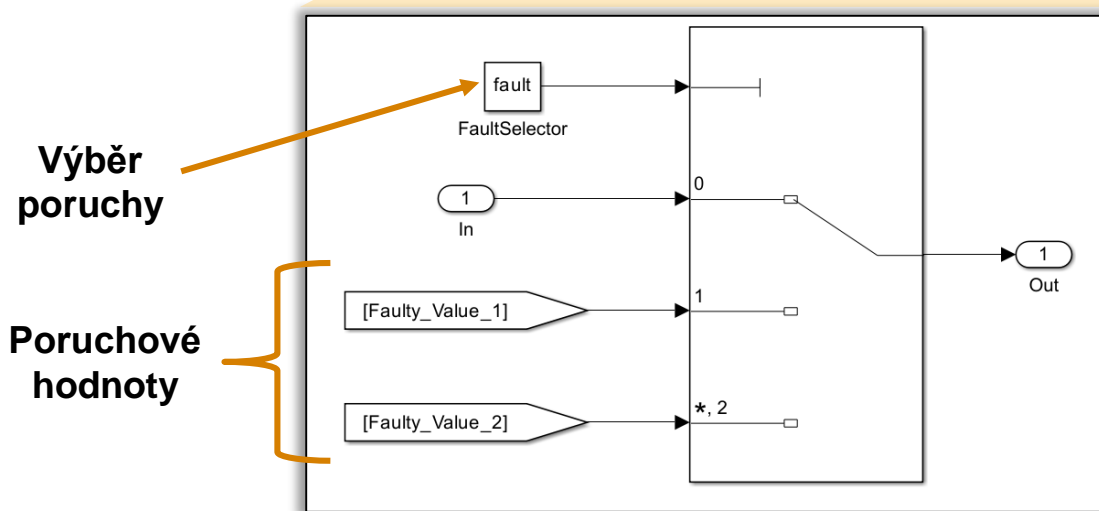 fault
FaultSelector
Výběr
poruchy
0
1
In
1
Out
[Faulty_Value_1]
1
Poruchové
hodnoty
[Faulty_Value_2]
*, 2